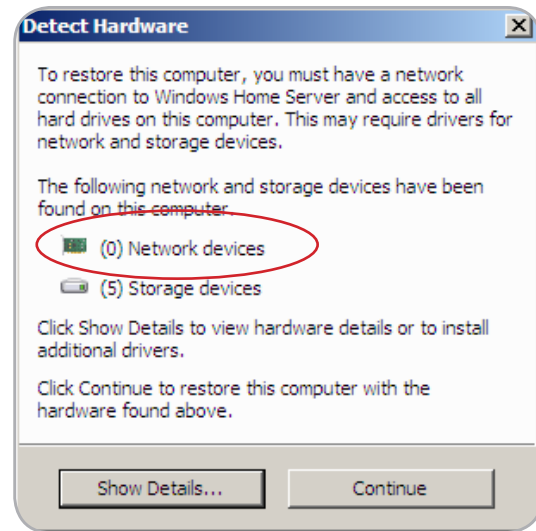 Detect Hardware
To restore this computer, you must have a network
connection to Windows Home Server and access to all
hard drives on this computer. This may require drivers for
network and storage devices.
The following network and storage devices have been
found on this computer.
(0) Network devices
(5) Storage devices
Click Show Details to view hardware details or to install
additional drivers.
Click Continue to restore this computer with the
hardware found above.
Show Details... Continue